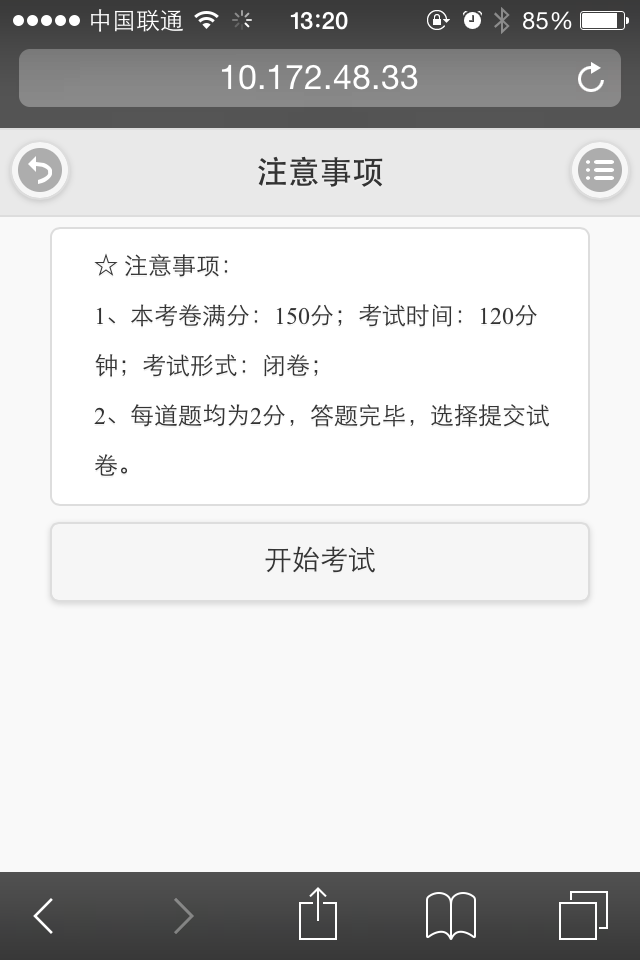 中国联通 13:20 85%
10.172.48.33
注意事项
☆ 注意事项：
1、本考卷满分：150分；考试时间：120分
钟；考试形式：闭卷；
2、每道题均为2分，答题完毕，选择提交试
卷。
开始考试